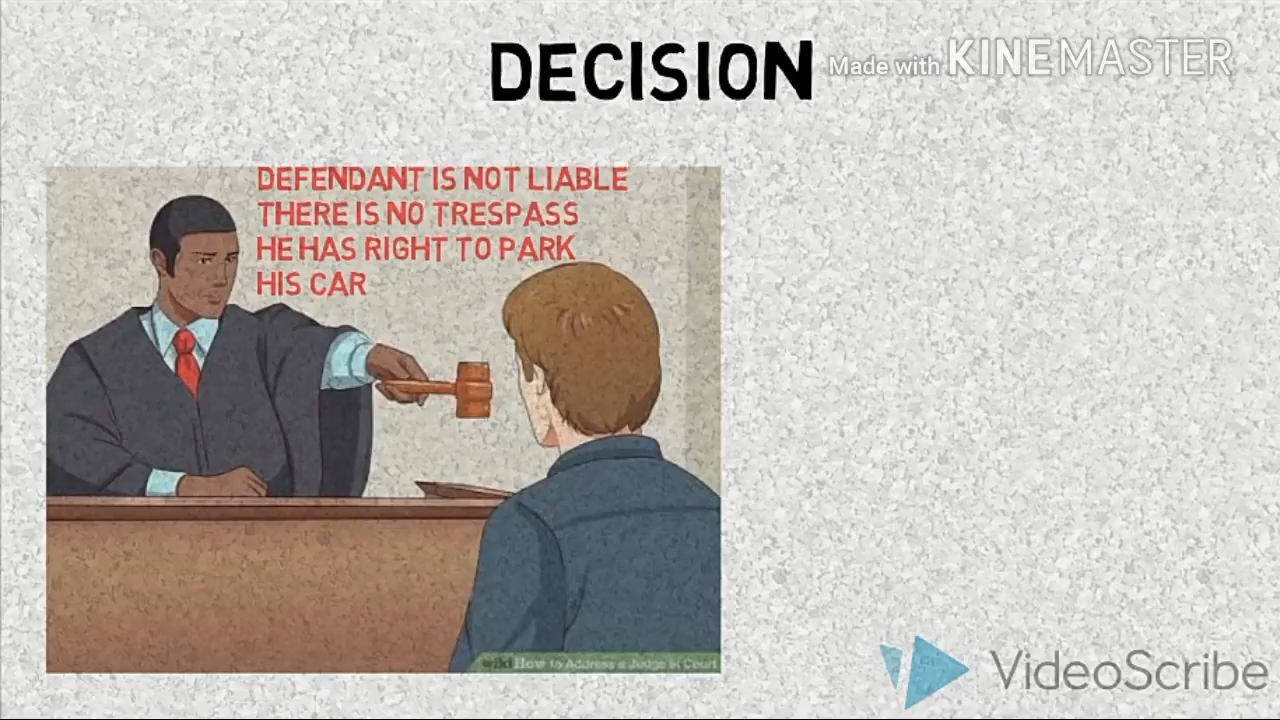 DECISION
Made with KINEMASTER
DEFENDANT IS NOT LIABLE
THERE IS NO TRESPASS
HE HAS RIGHT TO PARK
HIS CAR
wikiHow to Address a Judge in Court
VideoScribe